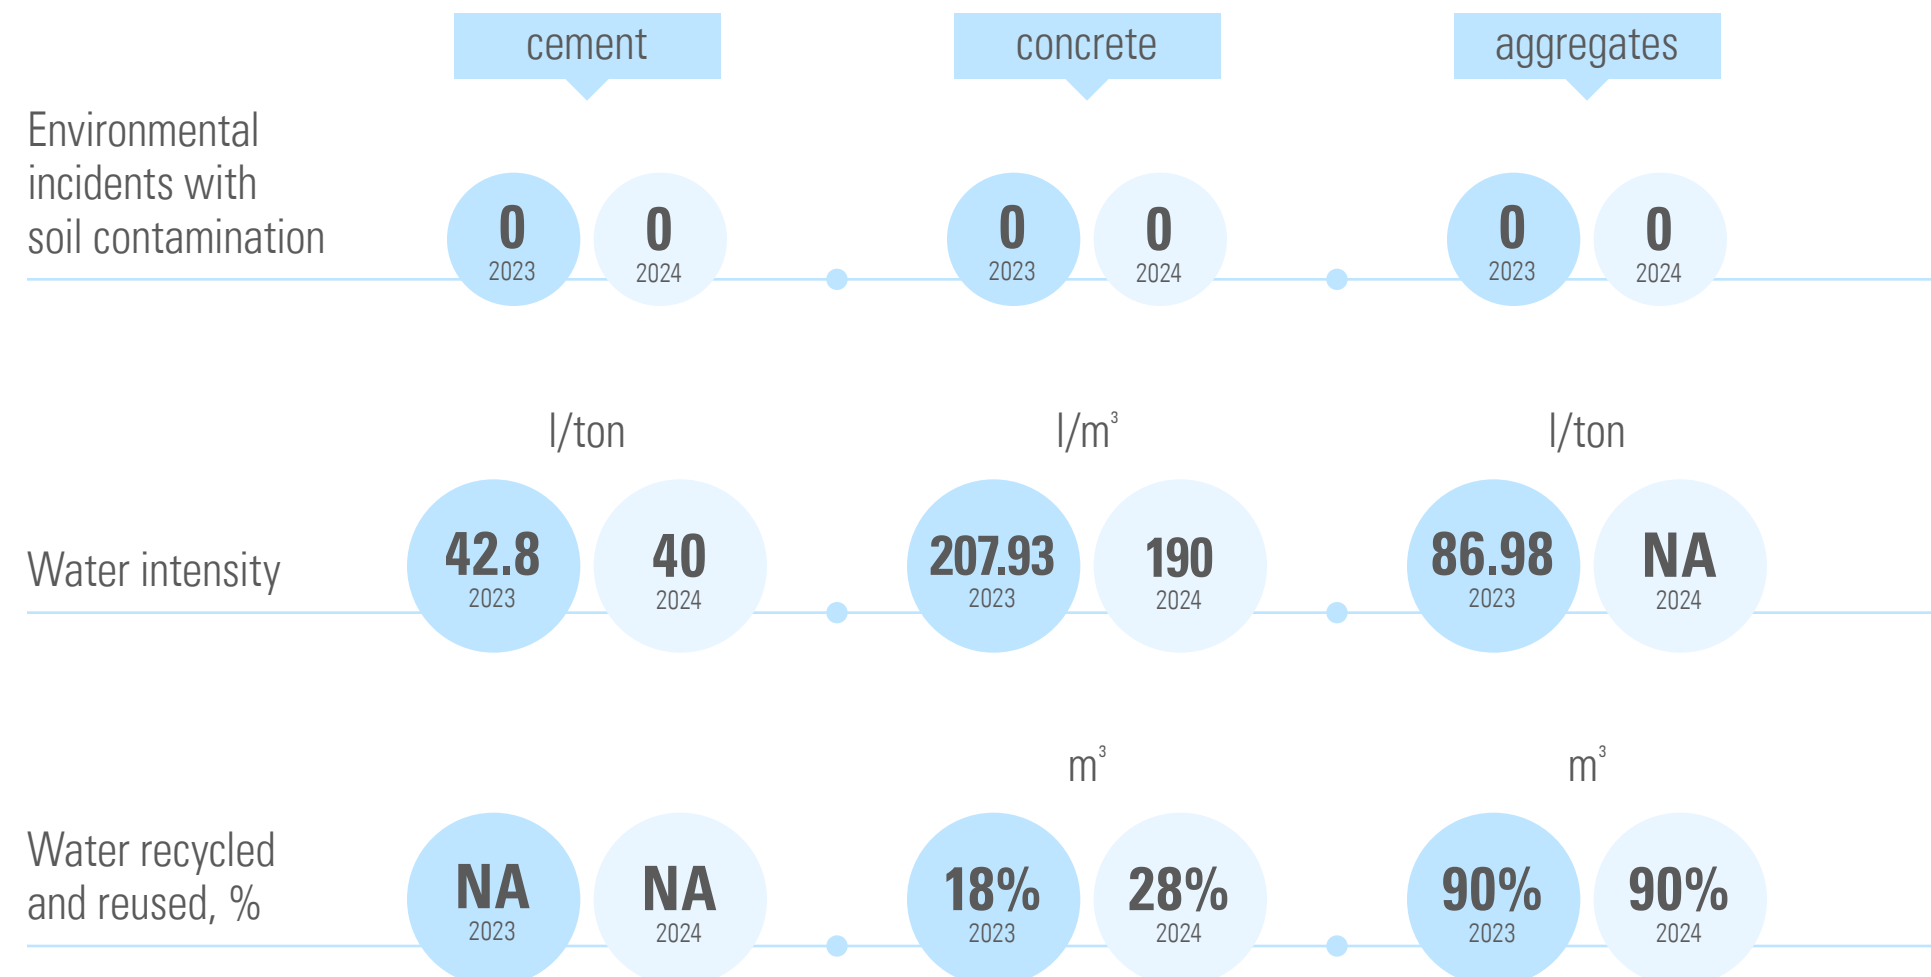 cement
concrete
aggregates
Environmental
incidents with
soil contamination
0
2023
0
2024
0
2023
0
2024
0
2023
0
2024
l/ton
l/m³
l/ton
Water intensity
42.8
2023
40
2024
207.93
2023
190
2024
86.98
2023
NA
2024
m³
m³
Water recycled
and reused, %
NA
2023
NA
2024
18%
2023
28%
2024
90%
2023
90%
2024